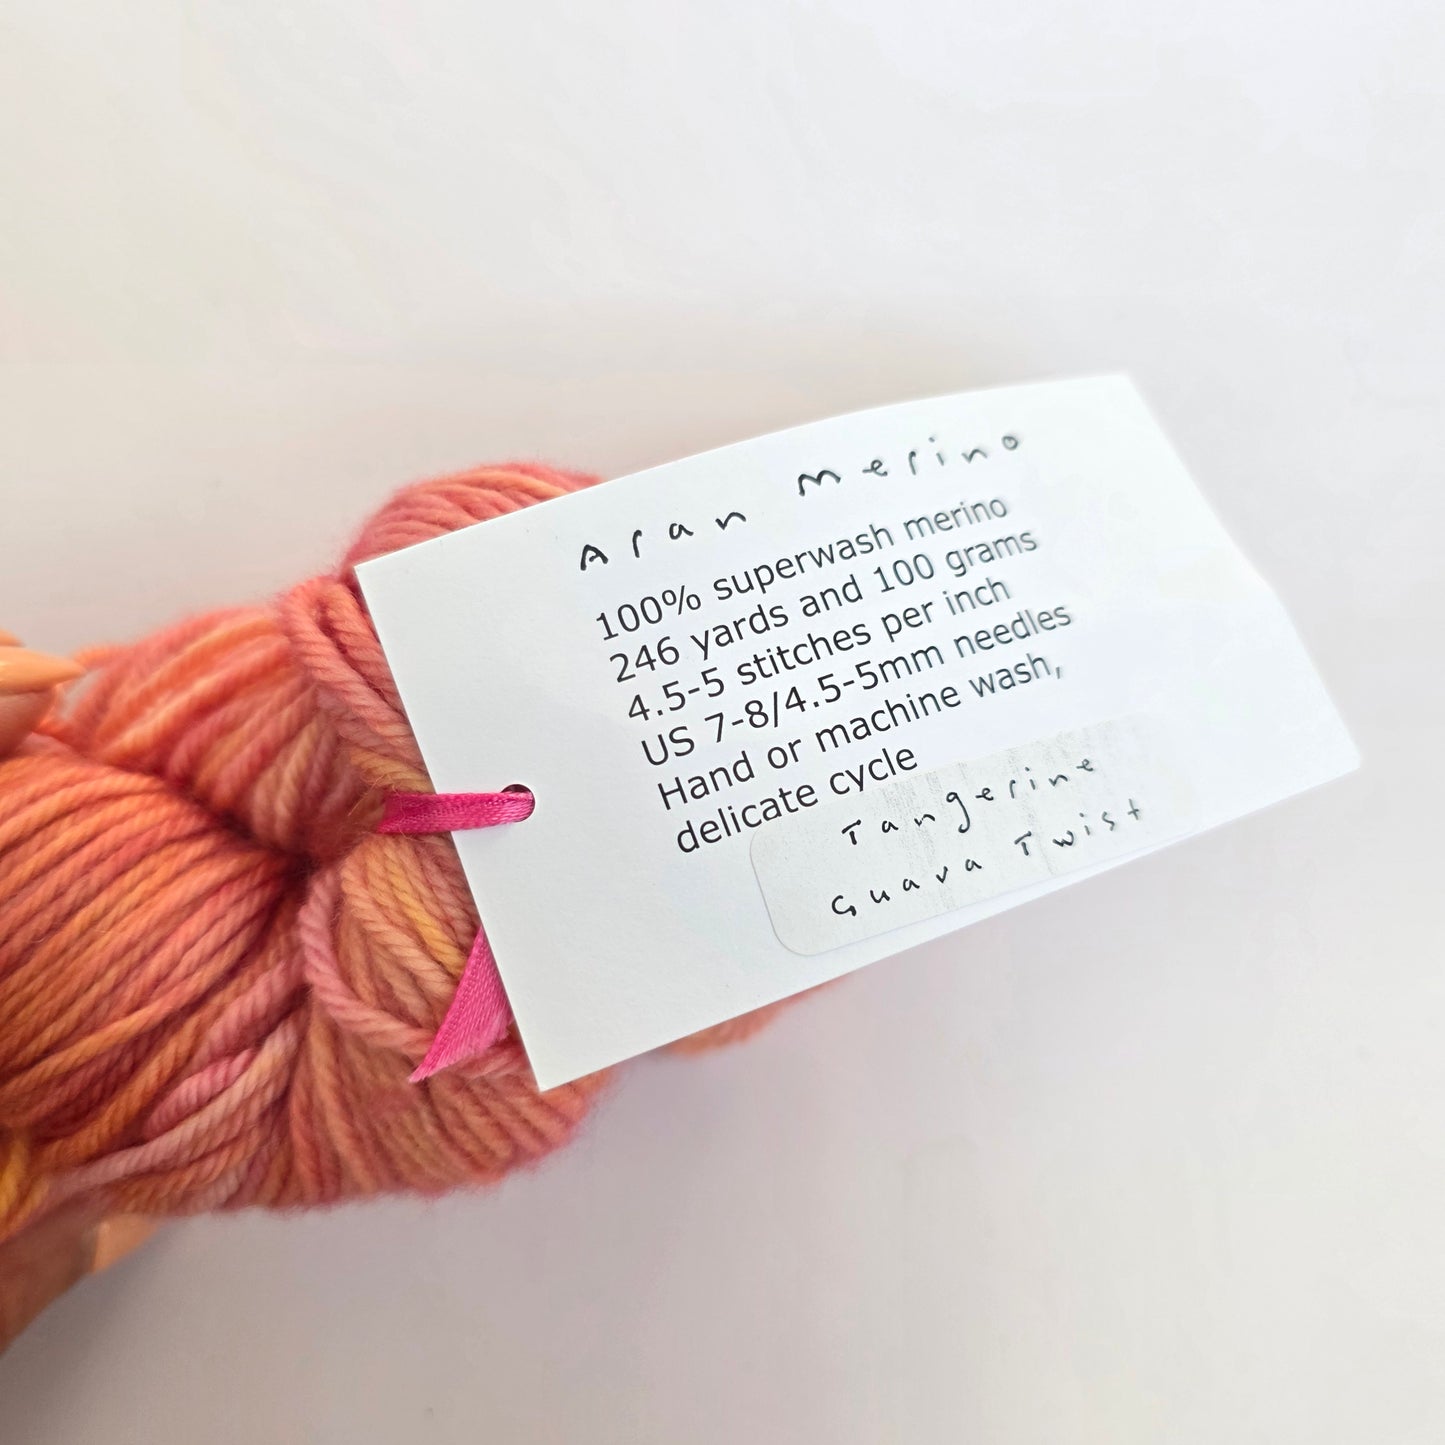 Aran merino
100% superwash merino
246 yards and 100 grams
4.5-5 stitches per inch
US 7-8/4.5-5mm needles
Hand or machine wash,
delicate cycle
Tangerine
Guava Twist